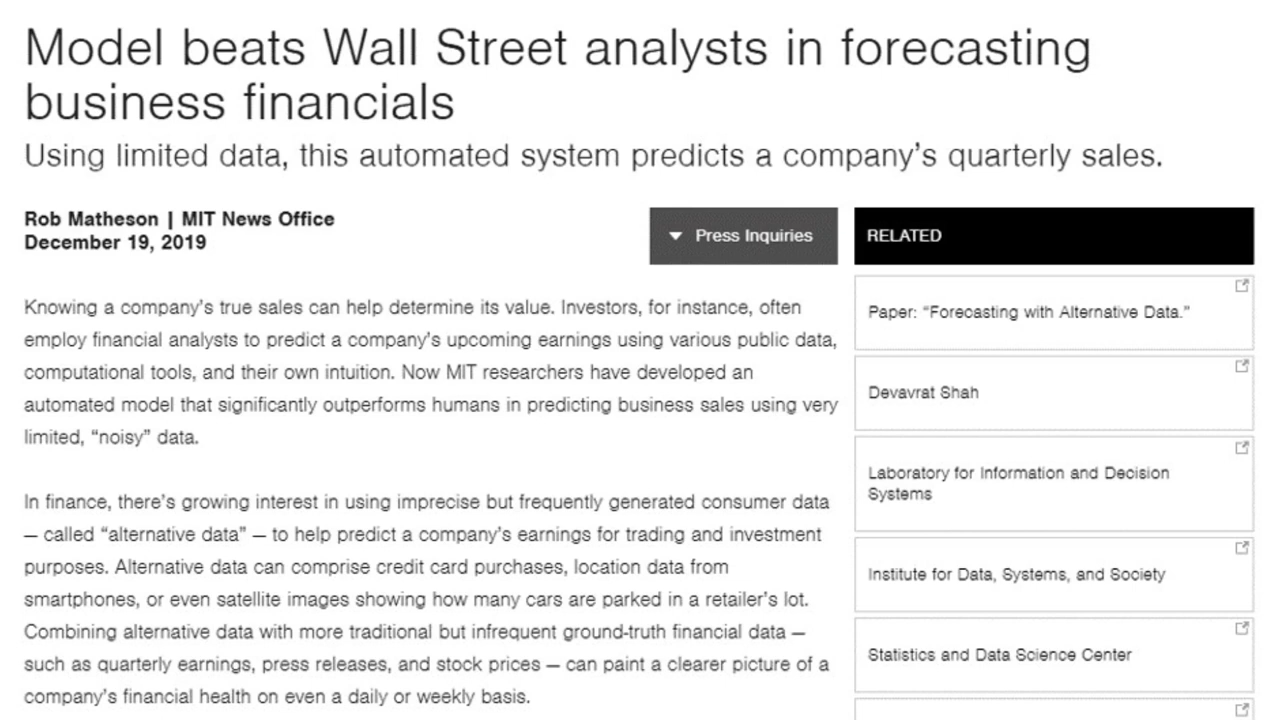 Model beats Wall Street analysts in forecasting
business financials
Using limited data, this automated system predicts a company's quarterly sales.
Rob Matheson | MIT News Office
December 19, 2019
Press Inquiries
Knowing a company's true sales can help determine its value. Investors, for instance, often
employ financial analysts to predict a company's upcoming earnings using various public data,
computational tools, and their own intuition. Now MIT researchers have developed an
automated model that significantly outperforms humans in predicting business sales using very
limited, “noisy” data.
In finance, there's growing interest in using imprecise but frequently generated consumer data
— called “alternative data” — to help predict a company's earnings for trading and investment
purposes. Alternative data can comprise credit card purchases, location data from
smartphones, or even satellite images showing how many cars are parked in a retailer's lot.
Combining alternative data with more traditional but infrequent ground-truth financial data —
such as quarterly earnings, press releases, and stock prices — can paint a clearer picture of a
company's financial health on even a daily or weekly basis.
RELATED
Paper: “Forecasting with Alternative Data.”
Devavrat Shah
Laboratory for Information and Decision
Systems
Institute for Data, Systems, and Society
Statistics and Data Science Center